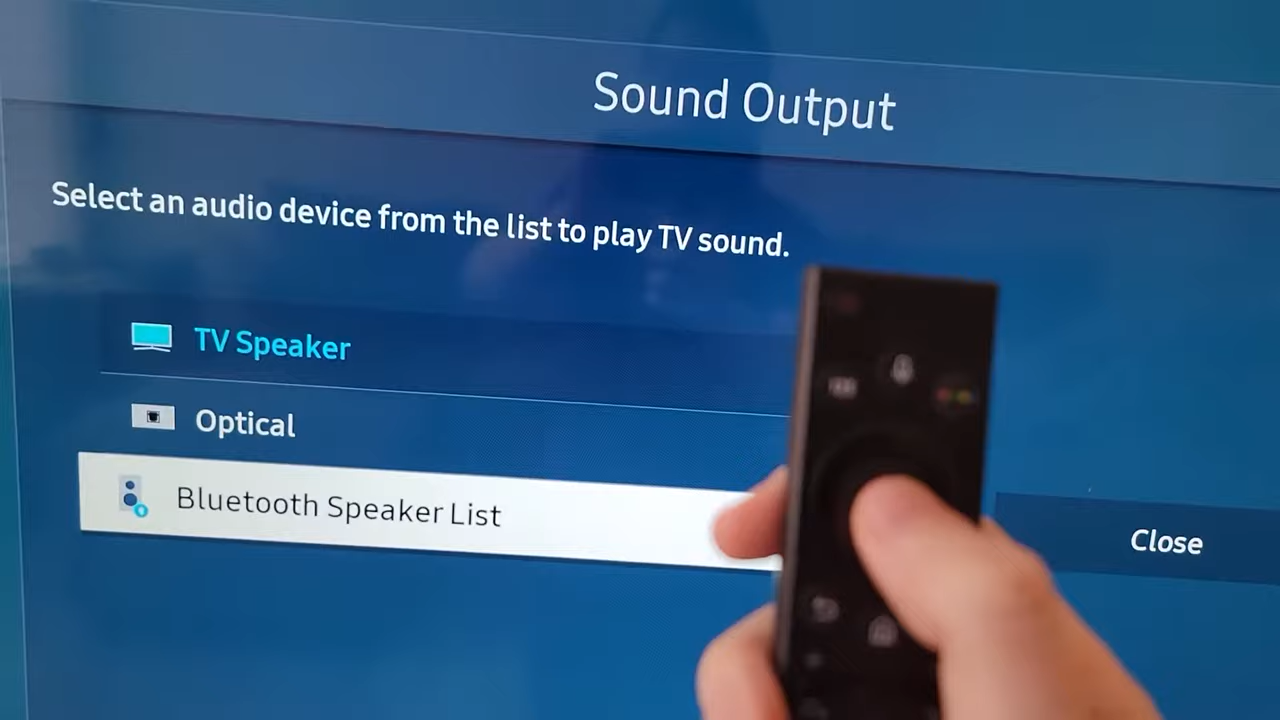 Sound Output
Select an audio device from the list to play TV sound.
TV Speaker
Optical
Bluetooth Speaker List
Close